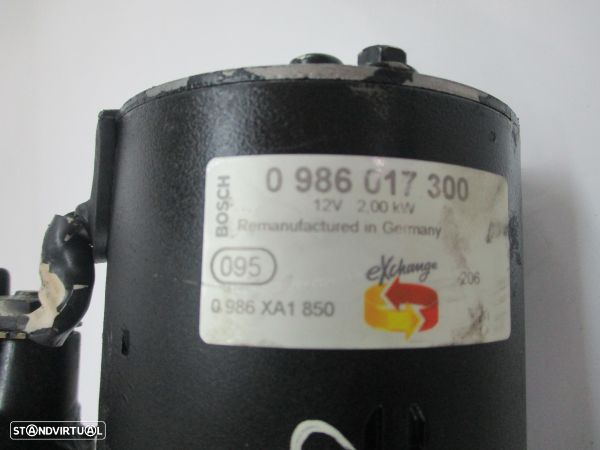 BOSCH
0 986 017 300
12V 2,00 kW
Remanufactured in Germany
095
eXchange
206
0 986 XA1 850
STANDVIRTUAL